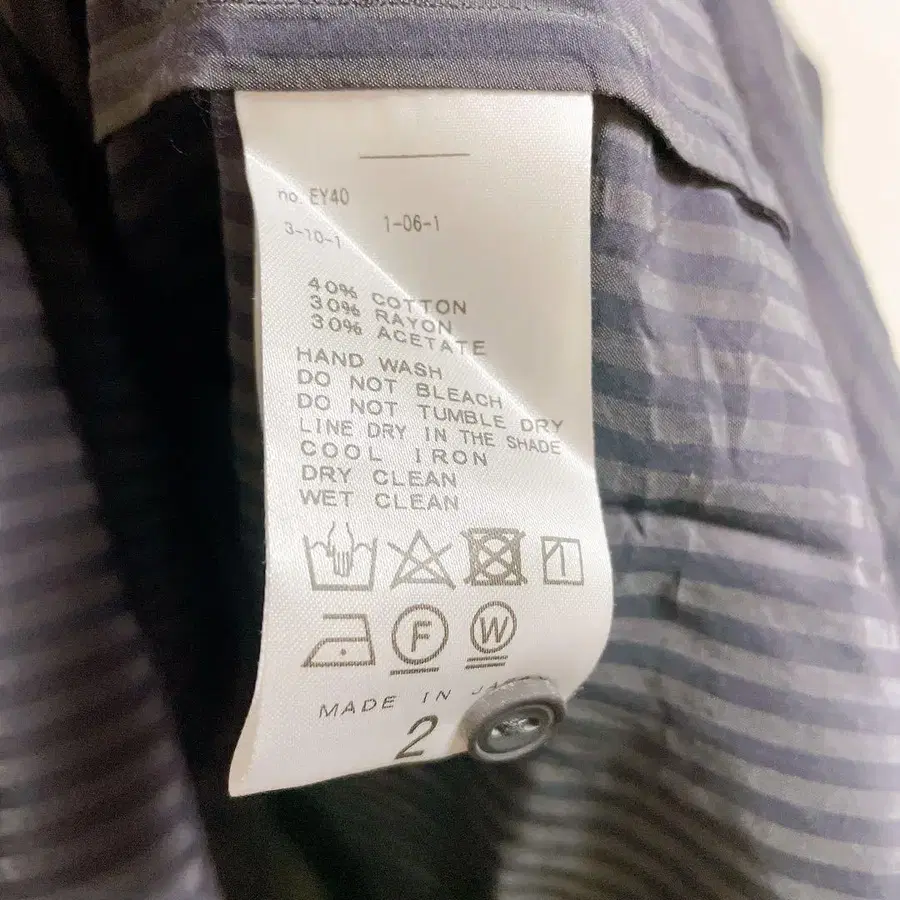 no. EY40
3-10-1 1-06-1
40% COTTON
30% RAYON
30% ACETATE
HAND WASH
DO NOT BLEACH
DO NOT TUMBLE DRY
LINE DRY IN THE SHADE
COOL IRON
DRY CLEAN
WET CLEAN
F W
MADE IN
2